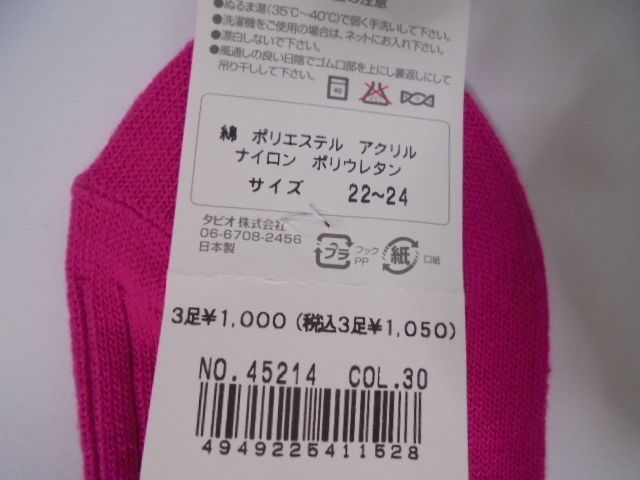 の注意
●ぬるま湯(35℃〜40℃)で弱く手洗いして下さい。
●洗濯機をご使用の場合は、ネットにお入れ下さい。
●漂白しないで下さい。
●風通しの良い日陰でゴム口部を上にし裏返しにして
吊り干しして下さい。
40
綿 ポリエステル アクリル
ナイロン ポリウレタン
サイズ 22〜24
タビオ株式会社
06-6708-2456
日本製
プラ フック PP 紙 口紙
3足¥1,000(税込3足¥1,050)
NO.45214 COL.30
4949225411528